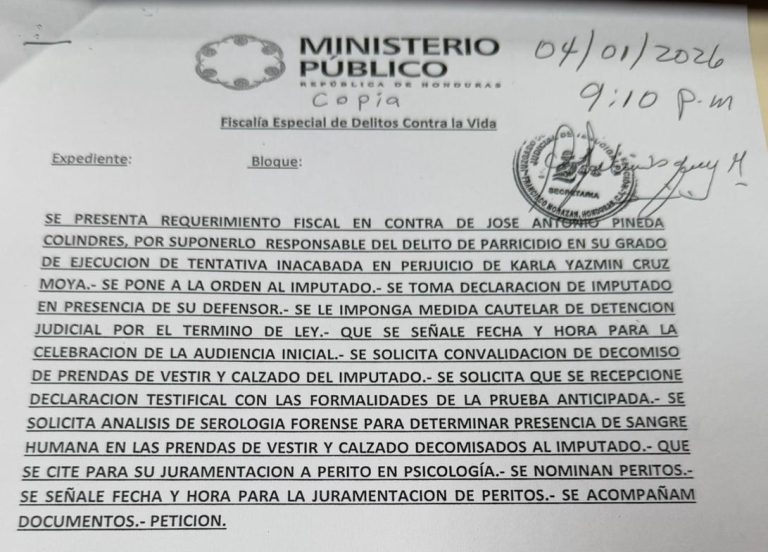 MINISTERIO
PÚBLICO
REPÚBLICA DE HONDURAS
Copia
04/01/2026
9:10 p.m
Fiscalía Especial de Delitos Contra la Vida
Expediente:
Bloque:
SECRETARIA
FRANCISCO MORAZAN, HONDURAS
SE PRESENTA REQUERIMIENTO FISCAL EN CONTRA DE JOSE ANTONIO PINEDA
COLINDRES, POR SUPONERLO RESPONSABLE DEL DELITO DE PARRICIDIO EN SU GRADO
DE EJECUCION DE TENTATIVA INACABADA EN PERJUICIO DE KARLA YAZMIN CRUZ
MOYA.- SE PONE A LA ORDEN AL IMPUTADO.- SE TOMA DECLARACION DE IMPUTADO
EN PRESENCIA DE SU DEFENSOR.- SE LE IMPONGA MEDIDA CAUTELAR DE DETENCION
JUDICIAL POR EL TERMINO DE LEY.- QUE SE SEÑALE FECHA Y HORA PARA LA
CELEBRACION DE LA AUDIENCIA INICIAL.- SE SOLICITA CONVALIDACION DE DECOMISO
DE PRENDAS DE VESTIR Y CALZADO DEL IMPUTADO.- SE SOLICITA QUE SE RECEPCIONE
DECLARACION TESTIFICAL CON LAS FORMALIDADES DE LA PRUEBA ANTICIPADA.- SE
SOLICITA ANALISIS DE SEROLOGIA FORENSE PARA DETERMINAR PRESENCIA DE SANGRE
HUMANA EN LAS PRENDAS DE VESTIR Y CALZADO DECOMISADOS AL IMPUTADO.- QUE
SE CITE PARA SU JURAMENTACION A PERITO EN PSICOLOGÍA.- SE NOMINAN PERITOS.-
SE SEÑALE FECHA Y HORA PARA LA JURAMENTACION DE PERITOS.- SE ACOMPAÑAM
DOCUMENTOS.- PETICION.